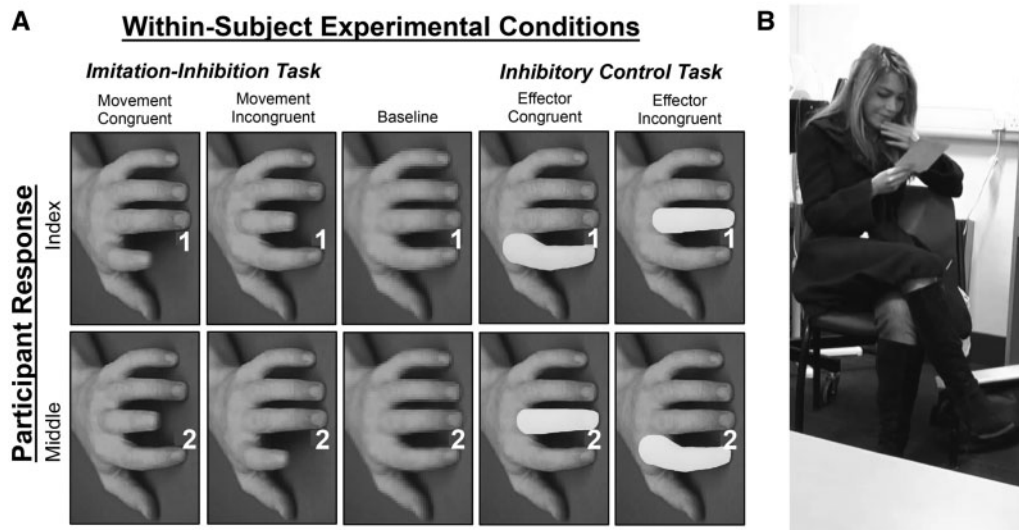 A
Within-Subject Experimental Conditions
B
Imitation-Inhibition Task
Inhibitory Control Task
Movement
Congruent
Movement
Incongruent
Baseline
Effector
Congruent
Effector
Incongruent
Participant Response
Index
1
1
1
1
1
Middle
2
2
2
2
2